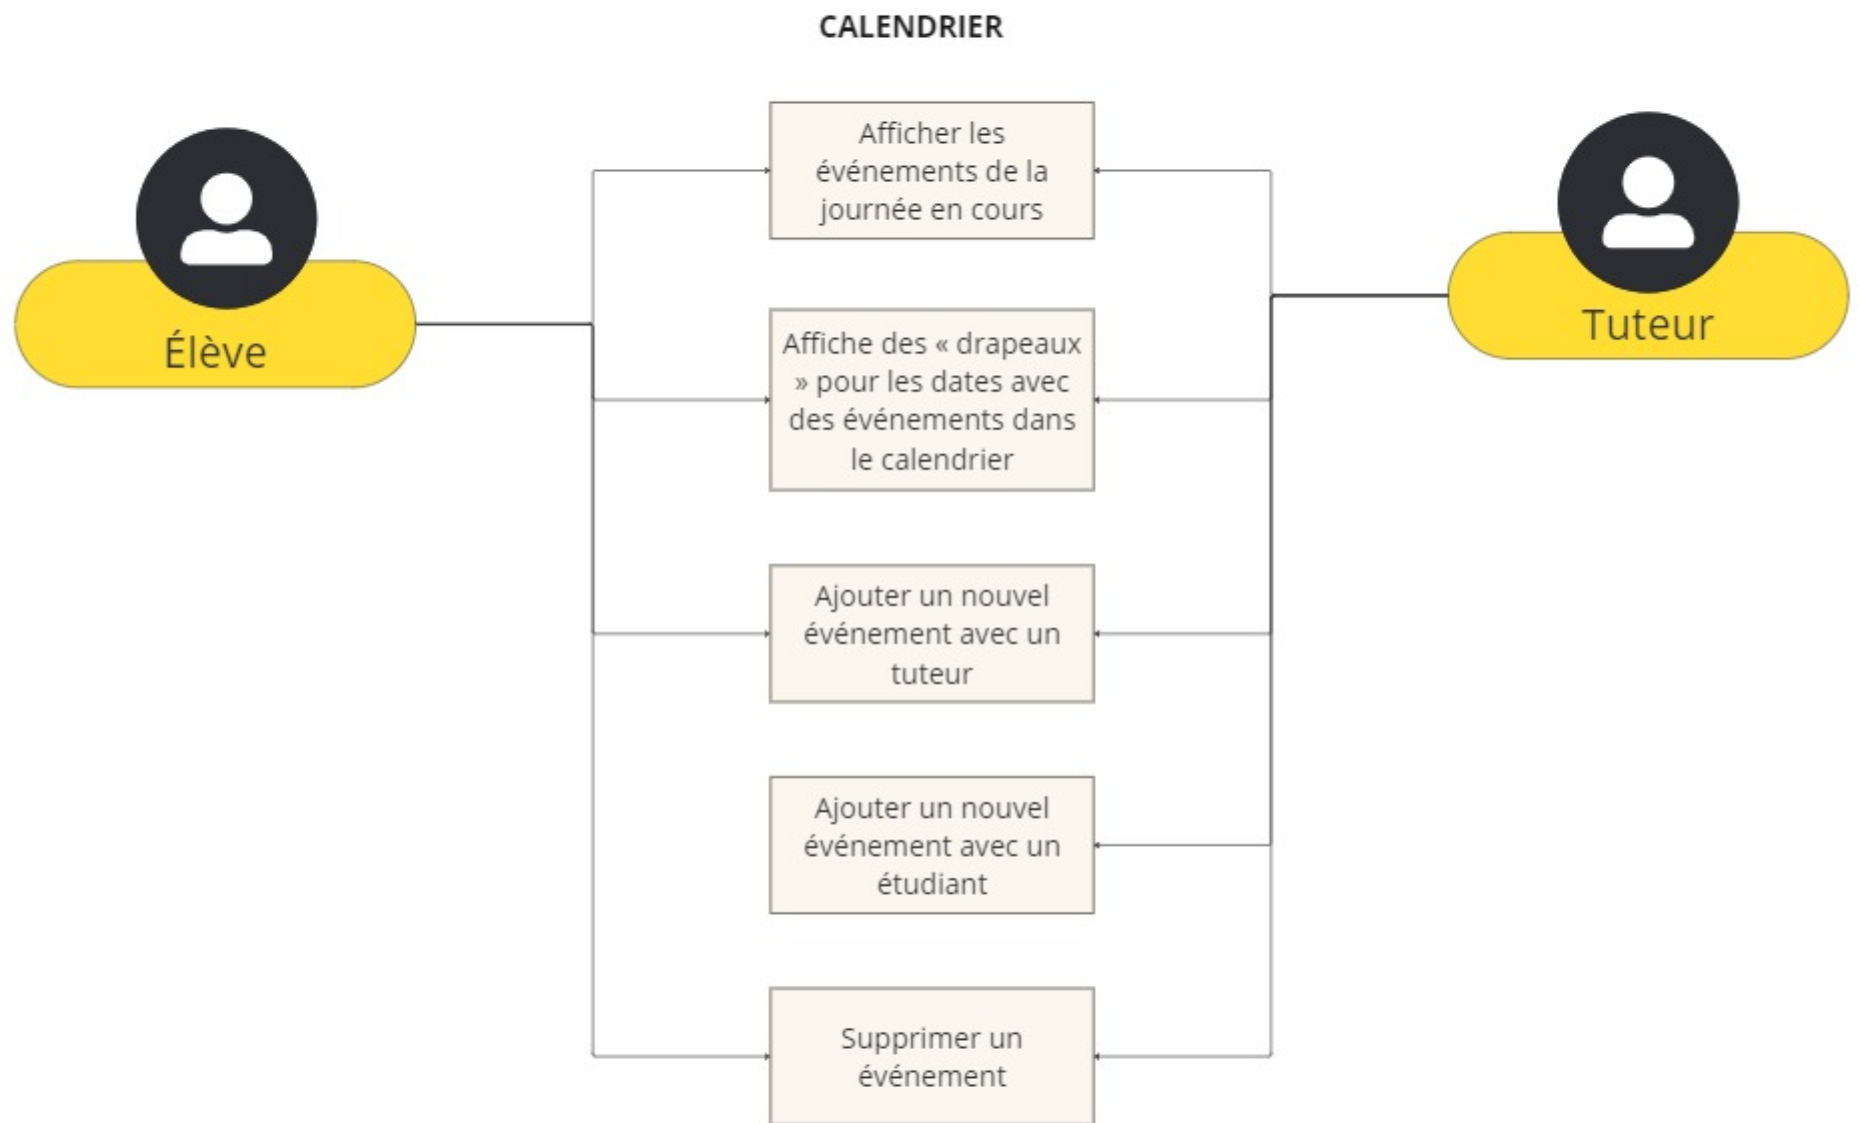 CALENDRIER
Élève
Tuteur
Afficher les
événements de la
journée en cours
Affiche des « drapeaux
» pour les dates avec
des événements dans
le calendrier
Ajouter un nouvel
événement avec un
tuteur
Ajouter un nouvel
événement avec un
étudiant
Supprimer un
événement